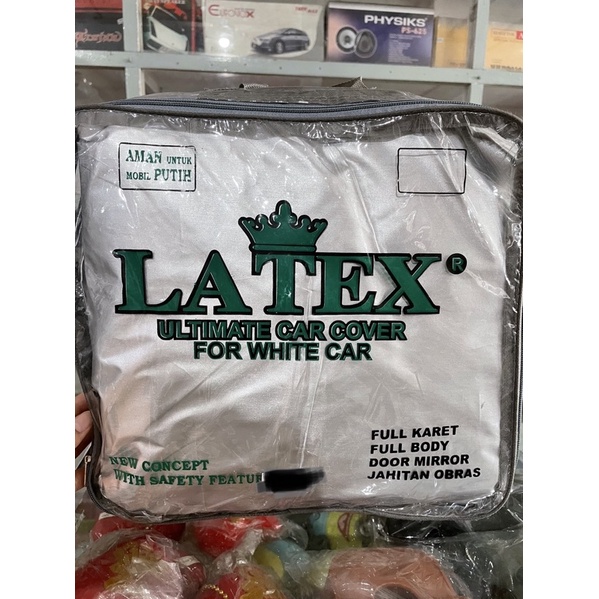 PHYSIKS
PS-625
AMAN UNTUK
MOBIL PUTIH
LATEX®
ULTIMATE CAR COVER
FOR WHITE CAR
NEW CONCEPT
WITH SAFETY
FULL KARET
FULL BODY
DOOR MIRROR
JAHITAN OBRAS